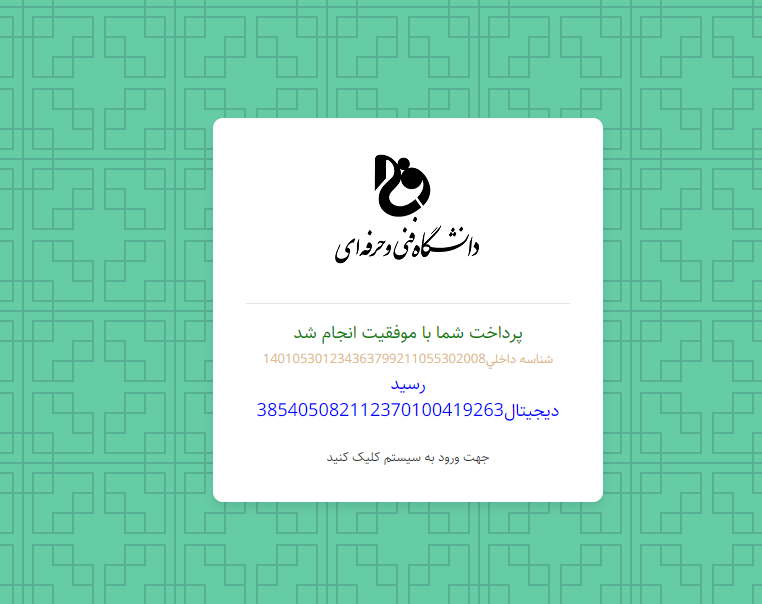 دانشگاه فنی و حرفه‌ای
پرداخت شما با موفقیت انجام شد
شناسه داخلي140105301234363799211055302008
رسید
دیجیتال385405082112370100419263
جهت ورود به سیستم کلیک کنید